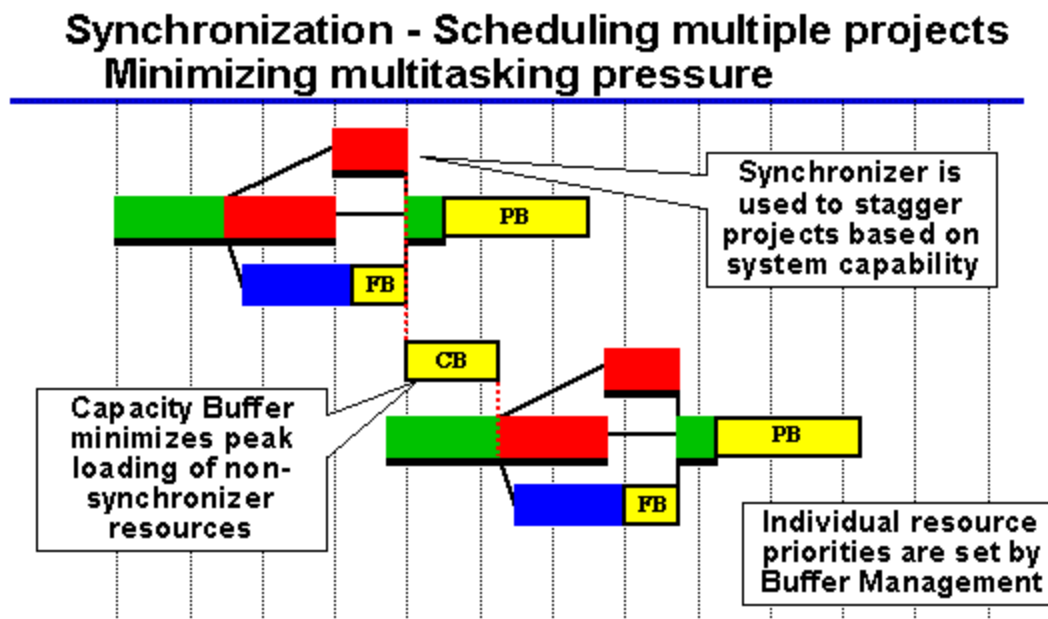 Synchronization - Scheduling multiple projects
Minimizing multitasking pressure
Synchronizer is
used to stagger
projects based on
system capability
PB
FB
CB
Capacity Buffer
minimizes peak
loading of non-
synchronizer
resources
PB
FB
Individual resource
priorities are set by
Buffer Management